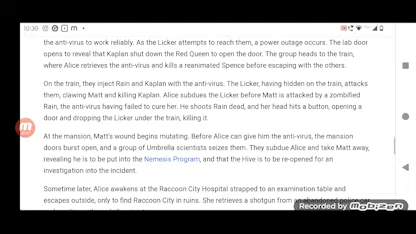 10:30
the anti-virus to work reliably. As the Licker attempts to reach them, a power outage occurs. The lab door
opens to reveal that Kaplan shut down the Red Queen to open the door. The group heads to the train,
where Alice retrieves the anti-virus and kills a reanimated Spence before escaping with the others.
On the train, they inject Rain and Kaplan with the anti-virus. The Licker, having hidden on the train, attacks
them, clawing Matt and killing Kaplan. Alice subdues the Licker before Matt is attacked by a zombified
Rain, the anti-virus having failed to cure her. He shoots Rain dead, and her head hits a button, opening
a door and dropping the Licker under the train, killing it.
At the mansion, Matt's wound begins mutating. Before Alice can give him the anti-virus, the mansion
doors burst open, and a group of Umbrella scientists seizes them. They subdue Alice and take Matt away,
revealing he is to be put into the Nemesis Program, and that the Hive is to be re-opened for an
investigation into the incident.
Sometime later, Alice awakens at the Raccoon City Hospital strapped to an examination table and
escapes outside, only to find Raccoon City in ruins. She retrieves a shotgun from an abandoned police car
Recorded by Mobizen